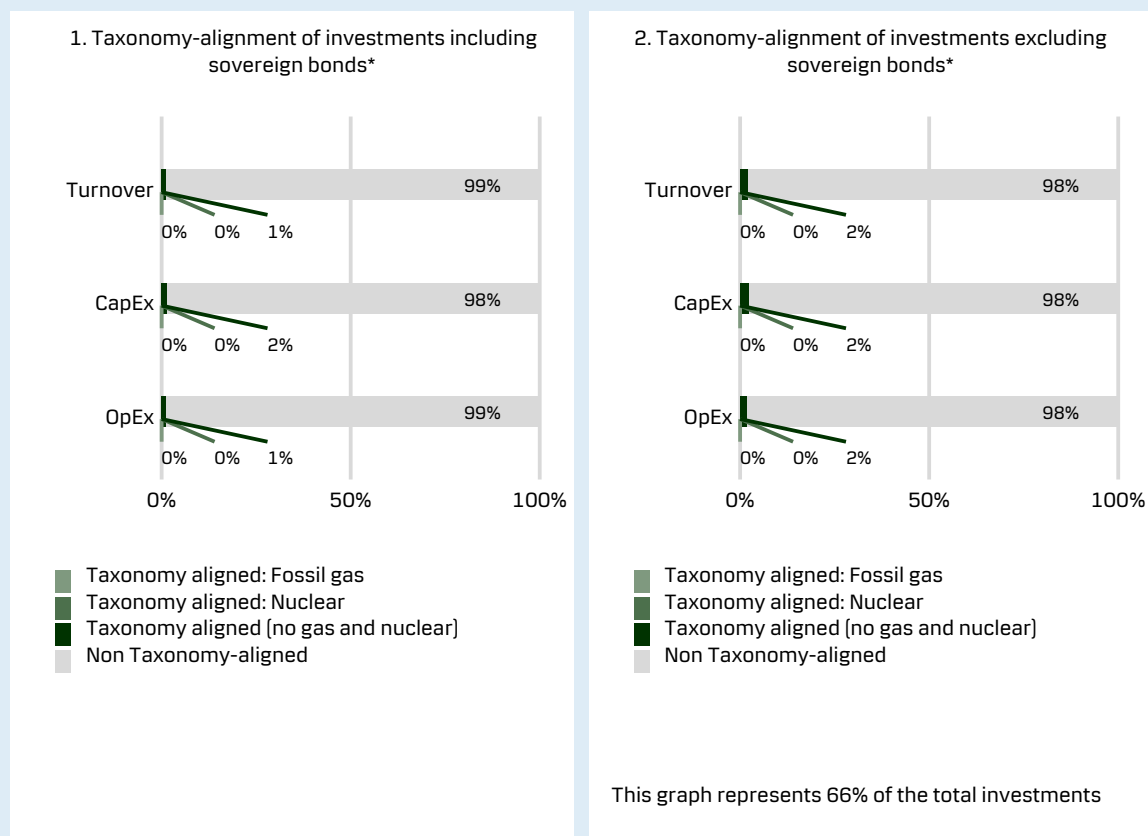 1. Taxonomy-alignment of investments including
sovereign bonds*
Turnover
99%
0% 0% 1%
CapEx
98%
0% 0% 2%
OpEx
99%
0% 0% 1%
0% 50% 100%
Taxonomy aligned: Fossil gas
Taxonomy aligned: Nuclear
Taxonomy aligned (no gas and nuclear)
Non Taxonomy-aligned
2. Taxonomy-alignment of investments excluding
sovereign bonds*
Turnover
98%
0% 0% 2%
CapEx
98%
0% 0% 2%
OpEx
98%
0% 0% 2%
0% 50% 100%
Taxonomy aligned: Fossil gas
Taxonomy aligned: Nuclear
Taxonomy aligned (no gas and nuclear)
Non Taxonomy-aligned
This graph represents 66% of the total investments